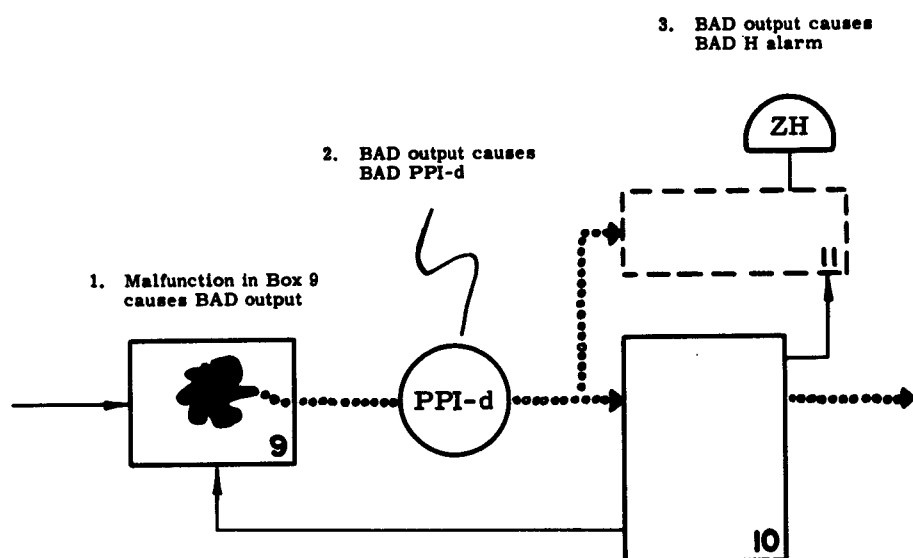 3. BAD output causes
BAD H alarm
ZH
2. BAD output causes
BAD PPI-d
11
1. Malfunction in Box 9
causes BAD output
PPI-d
9
10